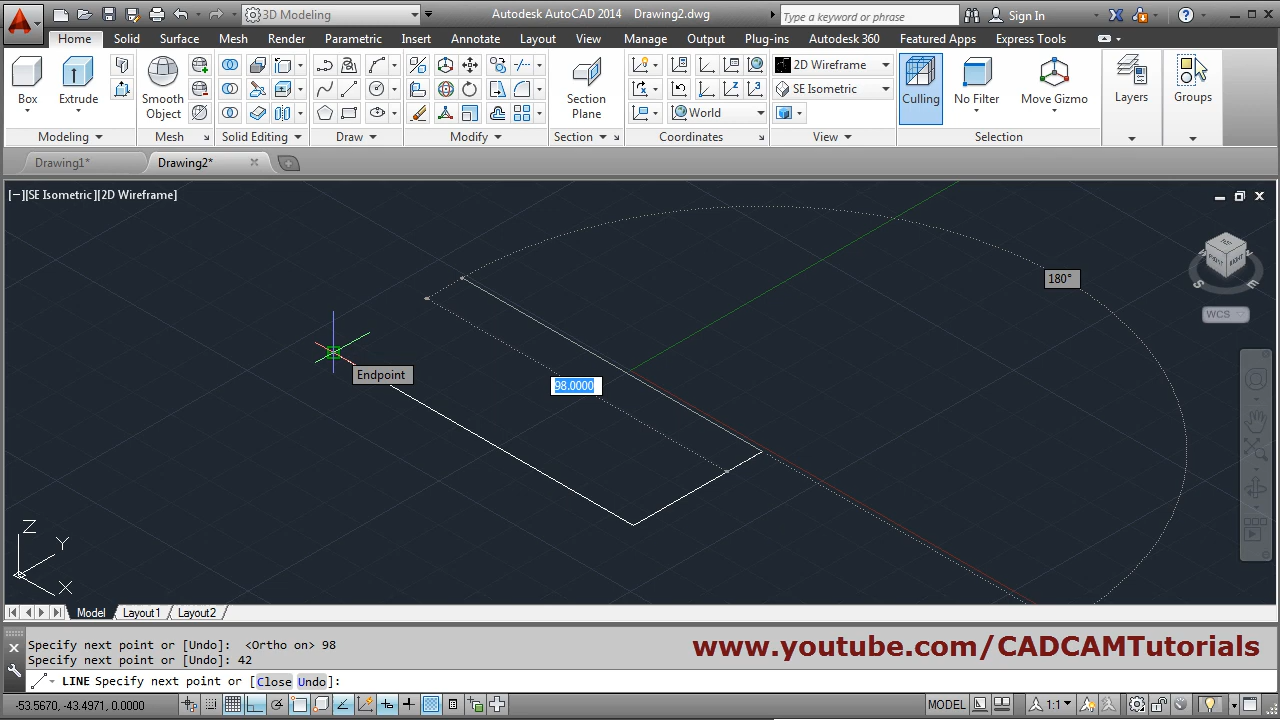 3D Modeling
Autodesk AutoCAD 2014 Drawing2.dwg
Type a keyword or phrase
Sign In
Home Solid Surface Mesh Render Parametric Insert Annotate Layout View Manage Output Plug-ins Autodesk 360 Featured Apps Express Tools
Box
Extrude
Smooth Object
Section Plane
World
2D Wireframe
SE Isometric
Culling
No Filter
Move Gizmo
Layers
Groups
Modeling Mesh Solid Editing Draw Modify Section Coordinates View Selection
Drawing1* Drawing2*
[−][SE Isometric][2D Wireframe]
TOP
FRONT RIGHT
S E
WCS
180°
Endpoint
98.0000
Z
Y
X
Model Layout1 Layout2
Specify next point or [Undo]: <Ortho on> 98
Specify next point or [Undo]: 42
LINE Specify next point or [Close Undo]:
www.youtube.com/CADCAMTutorials
-53.5670, -43.4971, 0.0000
MODEL
1:1